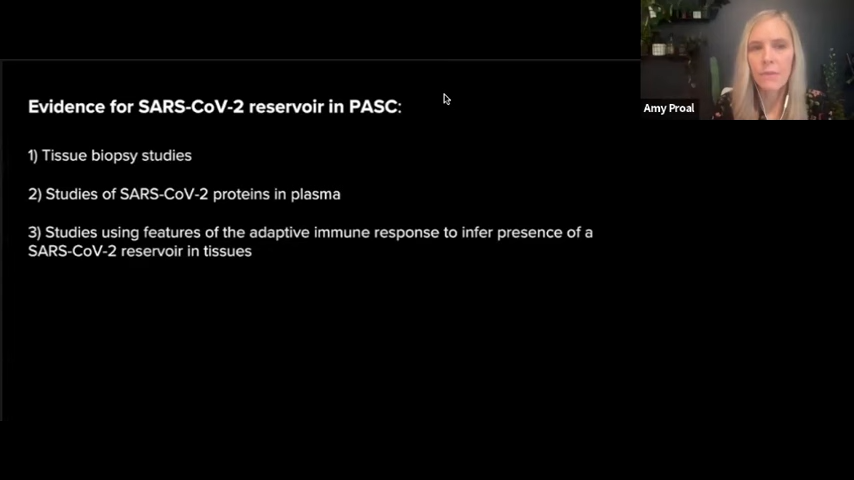 Evidence for SARS-CoV-2 reservoir in PASC:
1) Tissue biopsy studies
2) Studies of SARS-CoV-2 proteins in plasma
3) Studies using features of the adaptive immune response to infer presence of a
SARS-CoV-2 reservoir in tissues
Amy Proal